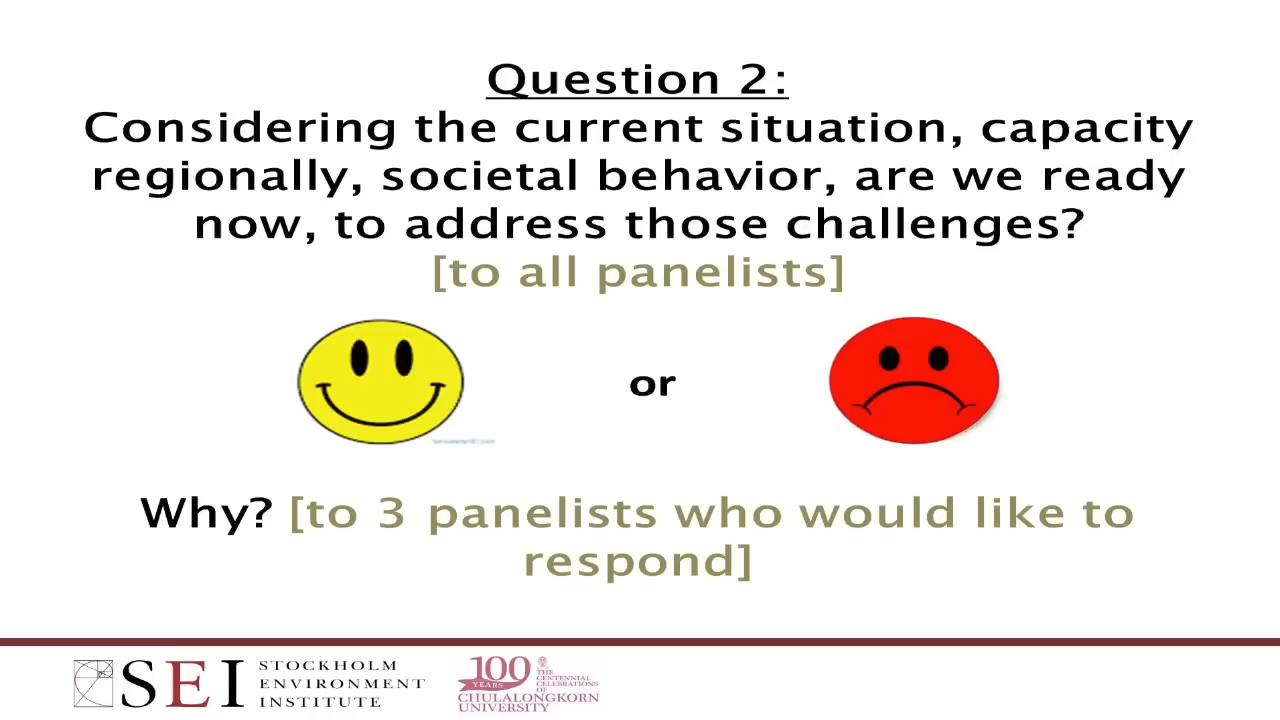 Question 2:
Considering the current situation, capacity
regionally, societal behavior, are we ready
now, to address those challenges?
[to all panelists]
or
Why? [to 3 panelists who would like to
respond]
SEI
STOCKHOLM
ENVIRONMENT
INSTITUTE
100
YEARS
THE
CENTENNIAL
CELEBRATIONS
OF
CHULALONGKORN
UNIVERSITY